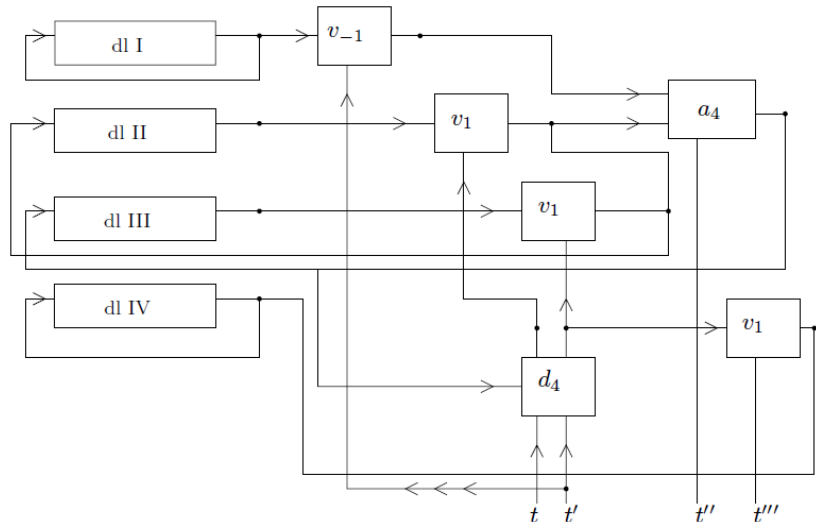 dl I
v₋₁
a₄
dl II
v₁
dl III
v₁
dl IV
v₁
d₄
t t′ t″ t‴